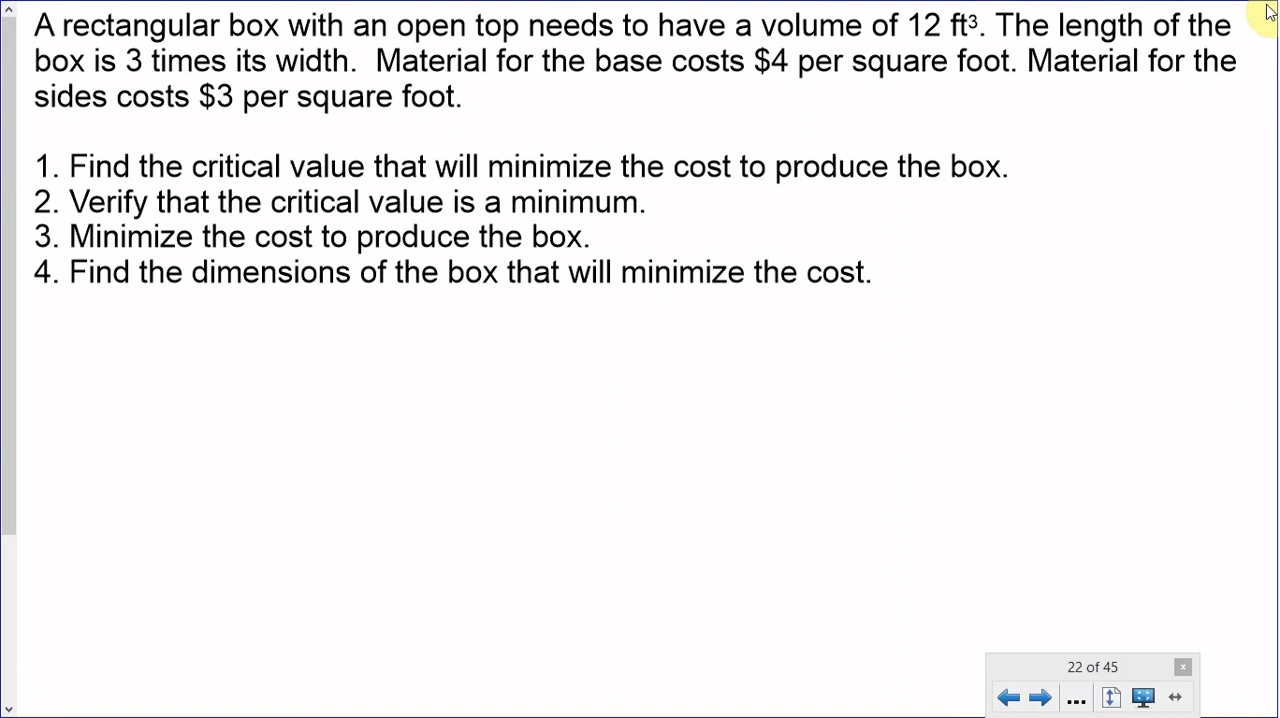 A rectangular box with an open top needs to have a volume of 12 ft³. The length of the
box is 3 times its width.  Material for the base costs $4 per square foot. Material for the
sides costs $3 per square foot.
1. Find the critical value that will minimize the cost to produce the box.
2. Verify that the critical value is a minimum.
3. Minimize the cost to produce the box.
4. Find the dimensions of the box that will minimize the cost.
22 of 45